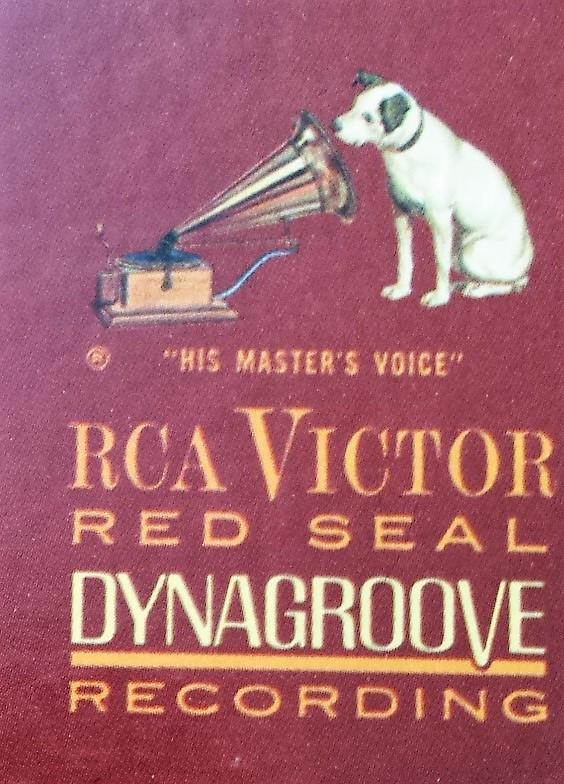 ® "HIS MASTER'S VOICE"
RCA VICTOR
RED SEAL
DYNAGROOVE
RECORDING